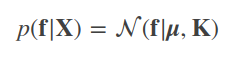 p(𝐟|𝐗) = 𝒩(𝐟|𝝁, 𝐊)